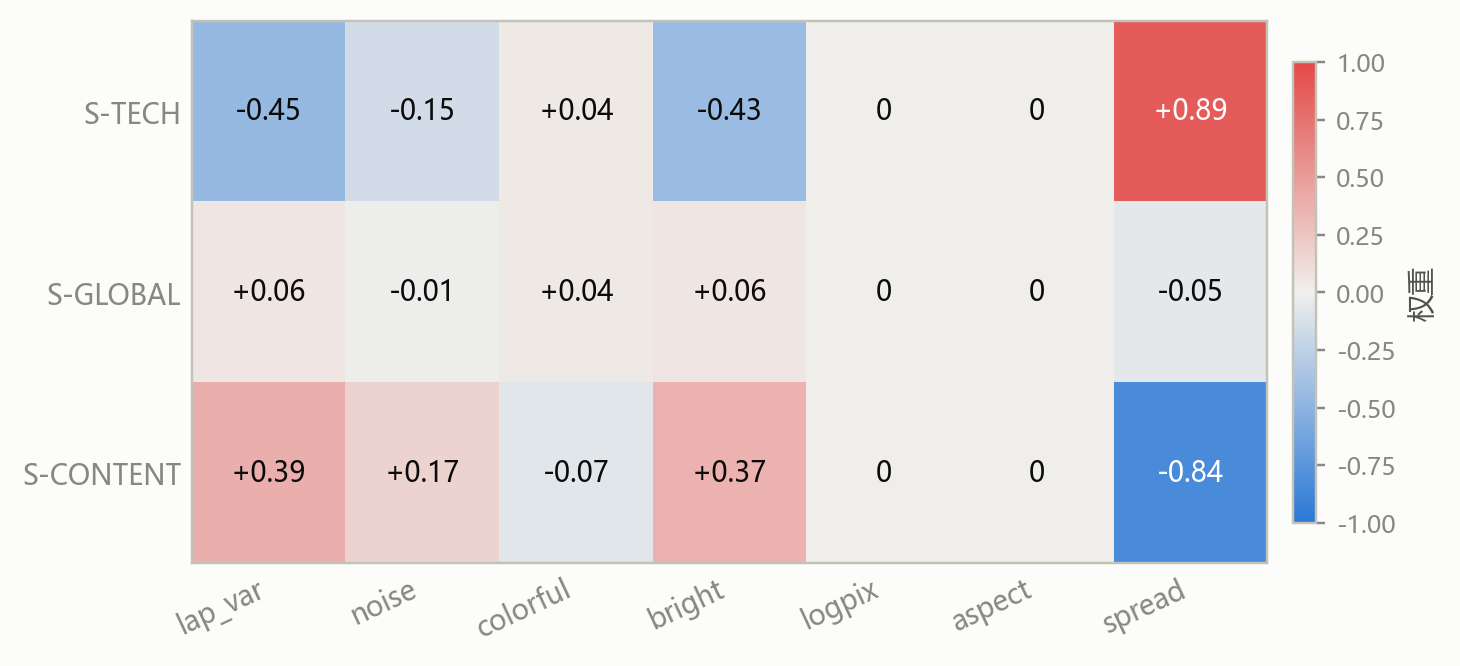 S-TECH -0.45 -0.15 +0.04 -0.43 0 0 +0.89
S-GLOBAL +0.06 -0.01 +0.04 +0.06 0 0 -0.05
S-CONTENT +0.39 +0.17 -0.07 +0.37 0 0 -0.84
lap_var noise colorful bright logpix aspect spread
1.00
0.75
0.50
0.25
0.00
-0.25
-0.50
-0.75
-1.00
权重